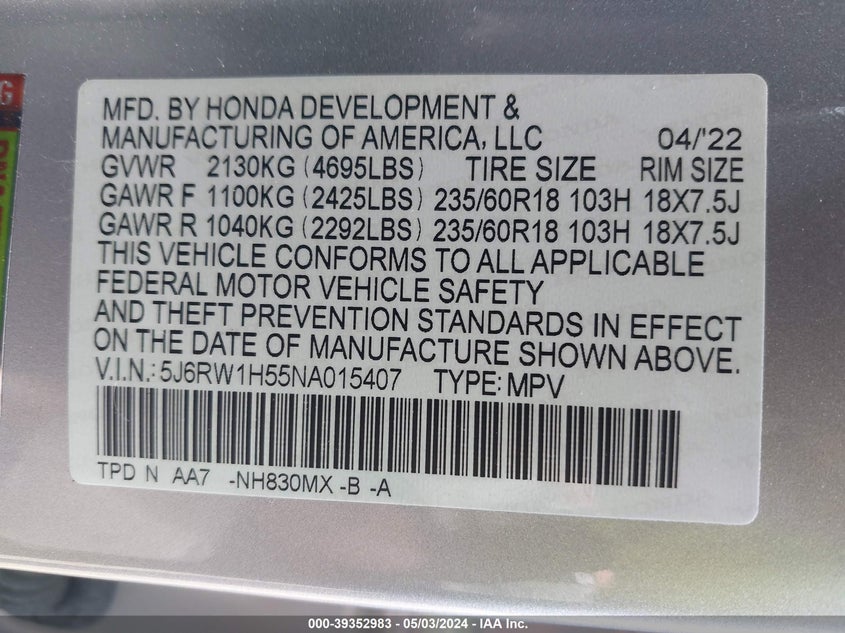 MFD. BY HONDA DEVELOPMENT &
MANUFACTURING OF AMERICA, LLC 04/'22
GVWR 2130KG (4695LBS) TIRE SIZE RIM SIZE
GAWR F 1100KG (2425LBS) 235/60R18 103H 18X7.5J
GAWR R 1040KG (2292LBS) 235/60R18 103H 18X7.5J
THIS VEHICLE CONFORMS TO ALL APPLICABLE
FEDERAL MOTOR VEHICLE SAFETY
AND THEFT PREVENTION STANDARDS IN EFFECT
ON THE DATE OF MANUFACTURE SHOWN ABOVE.
V.I.N.: 5J6RW1H55NA015407 TYPE: MPV
TPD N AA7 -NH830MX -B -A
000-39352983 - 05/03/2024 - © IAA Inc.